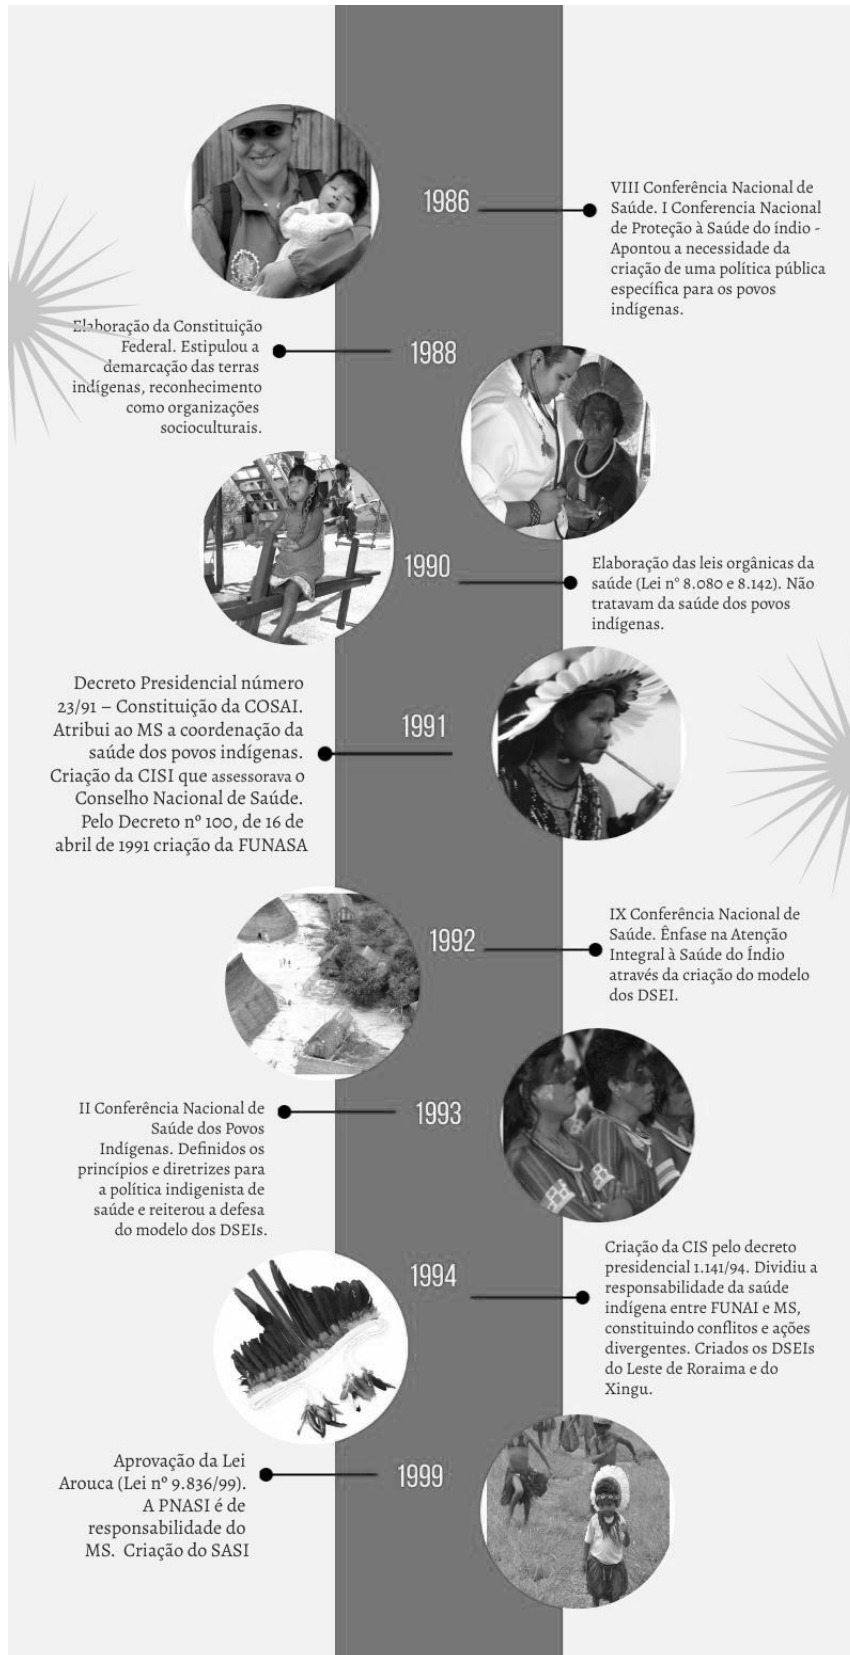 1986
VIII Conferência Nacional de
Saúde. I Conferencia Nacional
de Proteção à Saúde do índio -
Apontou a necessidade da
criação de uma política pública
específica para os povos
indígenas.
Elaboração da Constituição
Federal. Estipulou a
demarcação das terras
indígenas, reconhecimento
como organizações
socioculturais.
1988
1990
Elaboração das leis orgânicas da
saúde (Lei n° 8.080 e 8.142). Não
tratavam da saúde dos povos
indígenas.
Decreto Presidencial número
23/91 – Constituição da COSAI.
Atribui ao MS a coordenação da
saúde dos povos indígenas.
Criação da CISI que assessorava o
Conselho Nacional de Saúde.
Pelo Decreto nº 100, de 16 de
abril de 1991 criação da FUNASA
1991
1992
IX Conferência Nacional de
Saúde. Ênfase na Atenção
Integral à Saúde do Índio
através da criação do modelo
dos DSEI.
II Conferência Nacional de
Saúde dos Povos
Indígenas. Definidos os
princípios e diretrizes para
a política indigenista de
saúde e reiterou a defesa
do modelo dos DSEIs.
1993
1994
Criação da CIS pelo decreto
presidencial 1.141/94. Dividiu a
responsabilidade da saúde
indígena entre FUNAI e MS,
constituindo conflitos e ações
divergentes. Criados os DSEIs
do Leste de Roraima e do
Xingu.
Aprovação da Lei
Arouca (Lei nº 9.836/99).
A PNASI é de
responsabilidade do
MS. Criação do SASI
1999